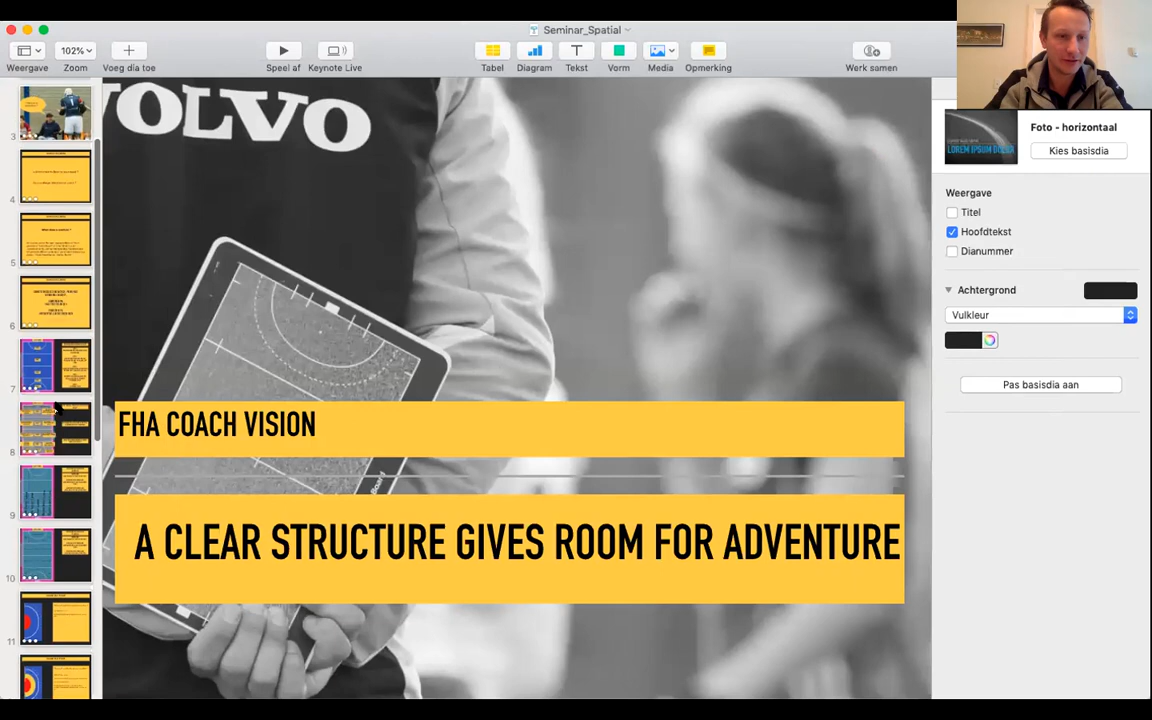 Seminar_Spatial
102%
Weergave
Zoom
Voeg dia toe
Speel af
Keynote Live
Tabel
Diagram
Tekst
Vorm
Media
Opmerking
Werk samen
VOLVO
FHA COACH VISION
A CLEAR STRUCTURE GIVES ROOM FOR ADVENTURE
3
4
5
6
7
8
9
10
11
LOREM IPSUM DOLOR
Foto - horizontaal
Kies basisdia
Weergave
Titel
Hoofdtekst
Dianummer
Achtergrond
Vulkleur
Pas basisdia aan